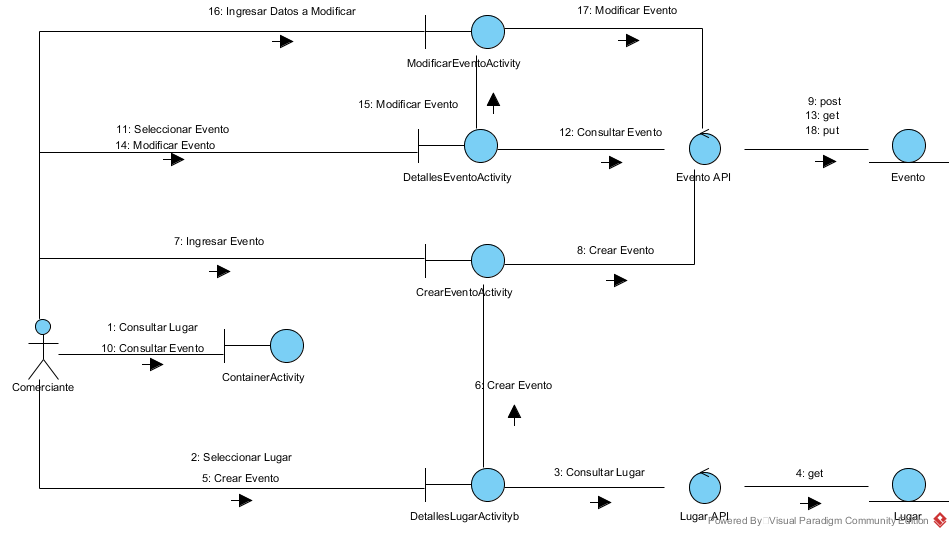 16: Ingresar Datos a Modificar
17: Modificar Evento
ModificarEventoActivity
15: Modificar Evento
9: post
13: get
18: put
11: Seleccionar Evento
14: Modificar Evento
12: Consultar Evento
DetallesEventoActivity
Evento API
Evento
7: Ingresar Evento
8: Crear Evento
CrearEventoActivity
1: Consultar Lugar
10: Consultar Evento
ContainerActivity
Comerciante
6: Crear Evento
2: Seleccionar Lugar
5: Crear Evento
3: Consultar Lugar
4: get
DetallesLugarActivityb
Lugar API
Lugar
Powered By Visual Paradigm Community Edition